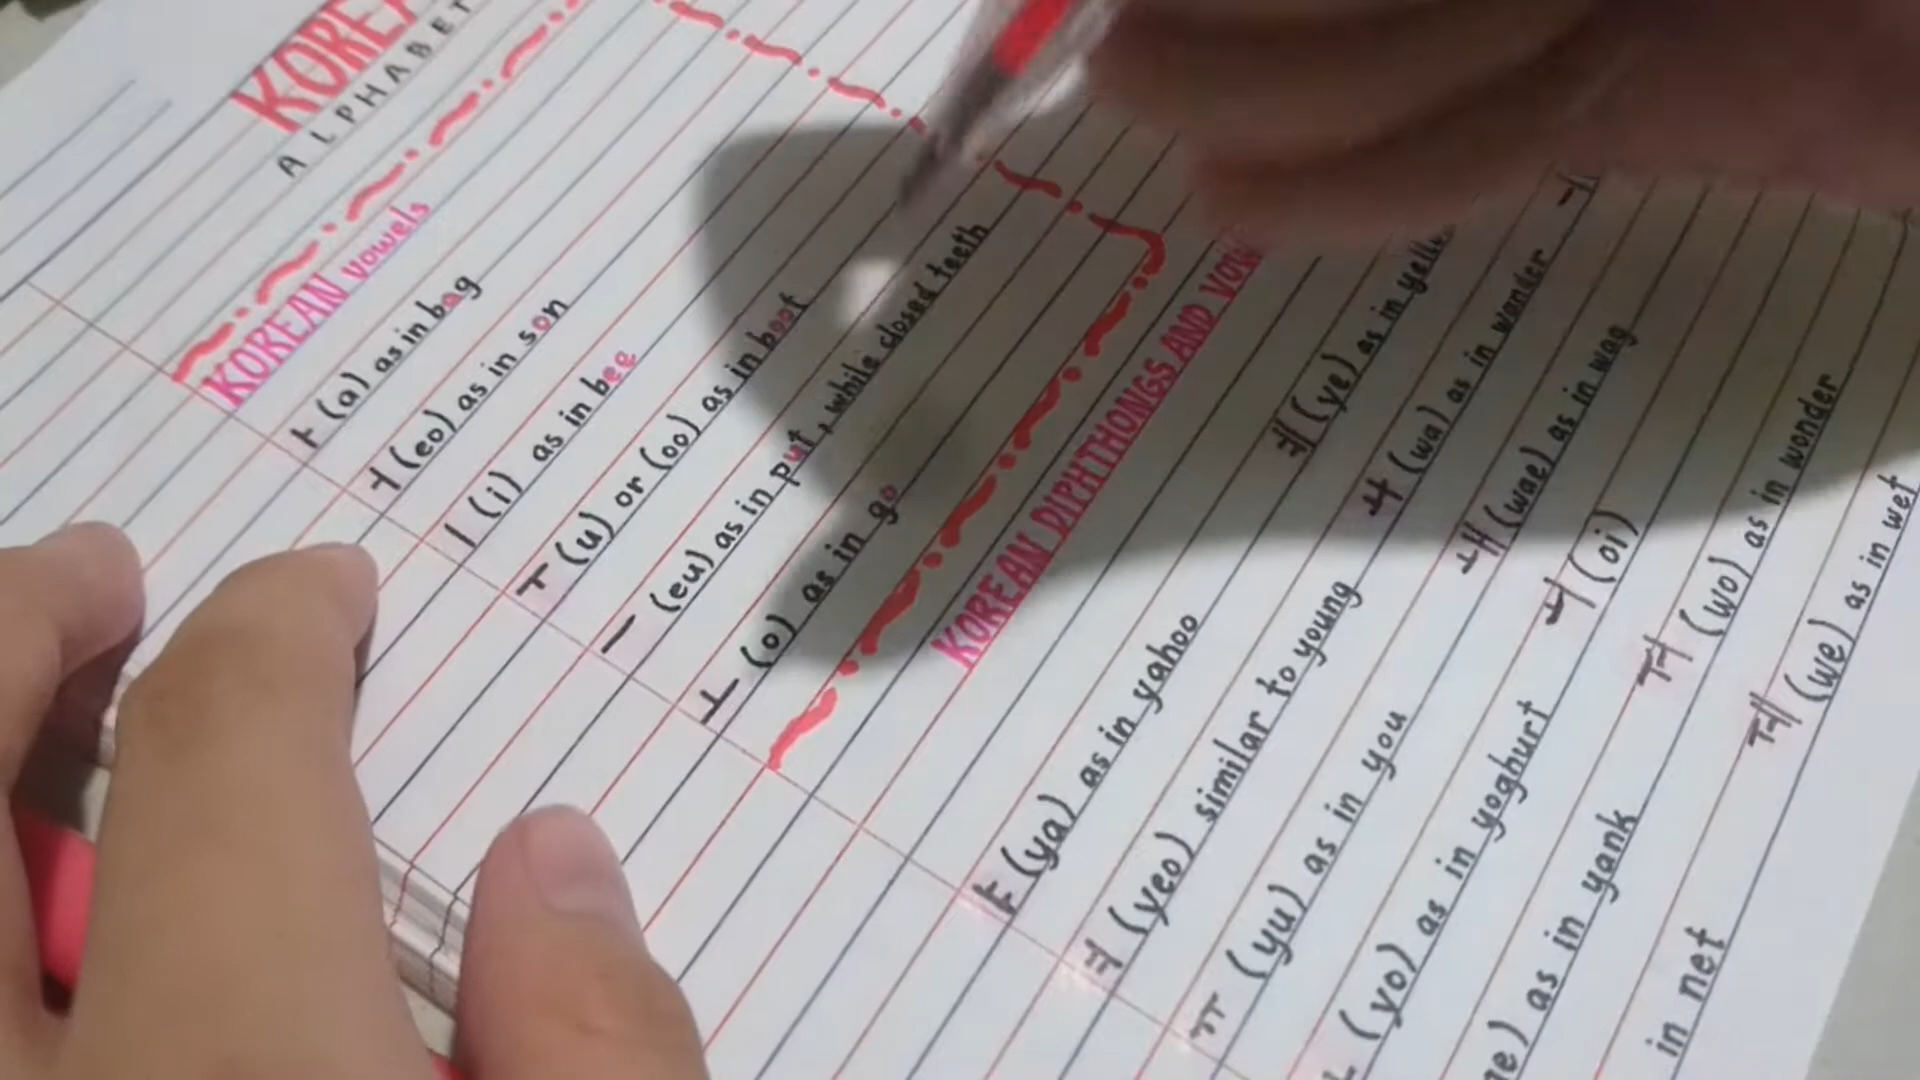 KOREA
ALPHABET
KOREAN vowels
ㅏ (a) as in bag
ㅓ (eo) as in son
ㅣ (i) as in bee
ㅜ (u) or (oo) as in boot
ㅡ (eu) as in put, while closed teeth
ㅗ (o) as in go
KOREAN DIPHTHONGS AND
ㅑ (ya) as in yahoo
ㅕ (yeo) similar to young
ㅠ (yu) as in you
(yo) as in yoghurt
as in yank
in net
ㅖ (ye) as in
ㅘ (wa) as in wander
ㅙ (wae) as in wag
ㅚ (oi)
ㅝ (wo) as in wonder
ㅞ (we) as in wet